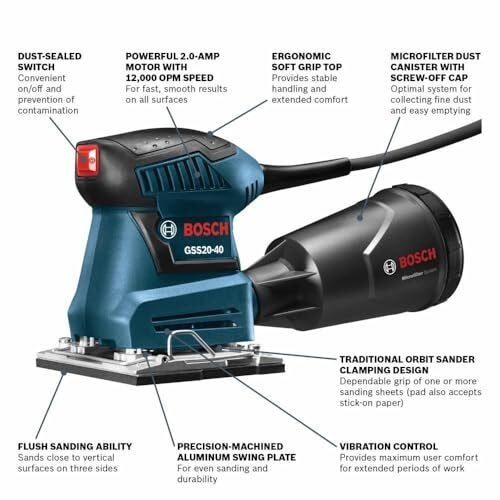 DUST-SEALED
SWITCH
Convenient
on/off and
prevention of
contamination
POWERFUL 2.0-AMP
MOTOR WITH
12,000 OPM SPEED
For fast, smooth results
on all surfaces
ERGONOMIC
SOFT GRIP TOP
Provides stable
handling and
extended comfort
MICROFILTER DUST
CANISTER WITH
SCREW-OFF CAP
Optimal system for
collecting fine dust
and easy emptying
BOSCH
GSS20-40
BOSCH
Microfilter System
TRADITIONAL ORBIT SANDER
CLAMPING DESIGN
Dependable grip of one or more
sanding sheets (pad also accepts
stick-on paper)
FLUSH SANDING ABILITY
Sands close to vertical
surfaces on three sides
PRECISION-MACHINED
ALUMINUM SWING PLATE
For even sanding and
durability
VIBRATION CONTROL
Provides maximum user comfort
for extended periods of work